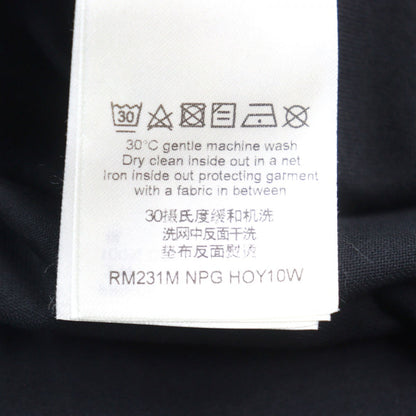 30
30°C gentle machine wash
Dry clean inside out in a net
Iron inside out protecting garment
with a fabric in between
30摄氏度缓和机洗
洗网中反面干洗
垫布反面熨烫
RM231M NPG HOY10W